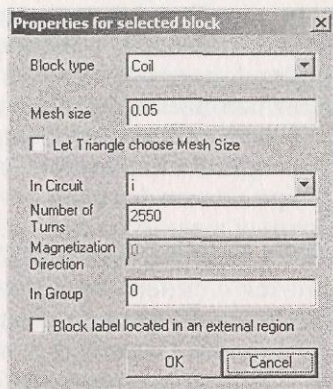 Properties for selected block
Block type Coil
Mesh size 0.05
Let Triangle choose Mesh Size
In Circuit i
Number of Turns 2550
Magnetization Direction 0
In Group 0
Block label located in an external region
OK Cancel